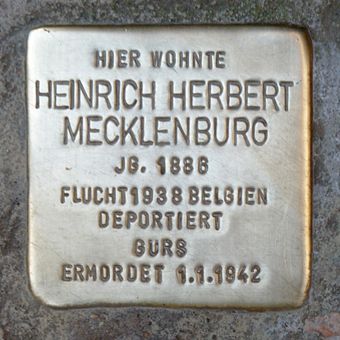 HIER WOHNTE
HEINRICH HERBERT
MECKLENBURG
JG. 1886
FLUCHT 1938 BELGIEN
DEPORTIERT
GURS
ERMORDET 1.1.1942